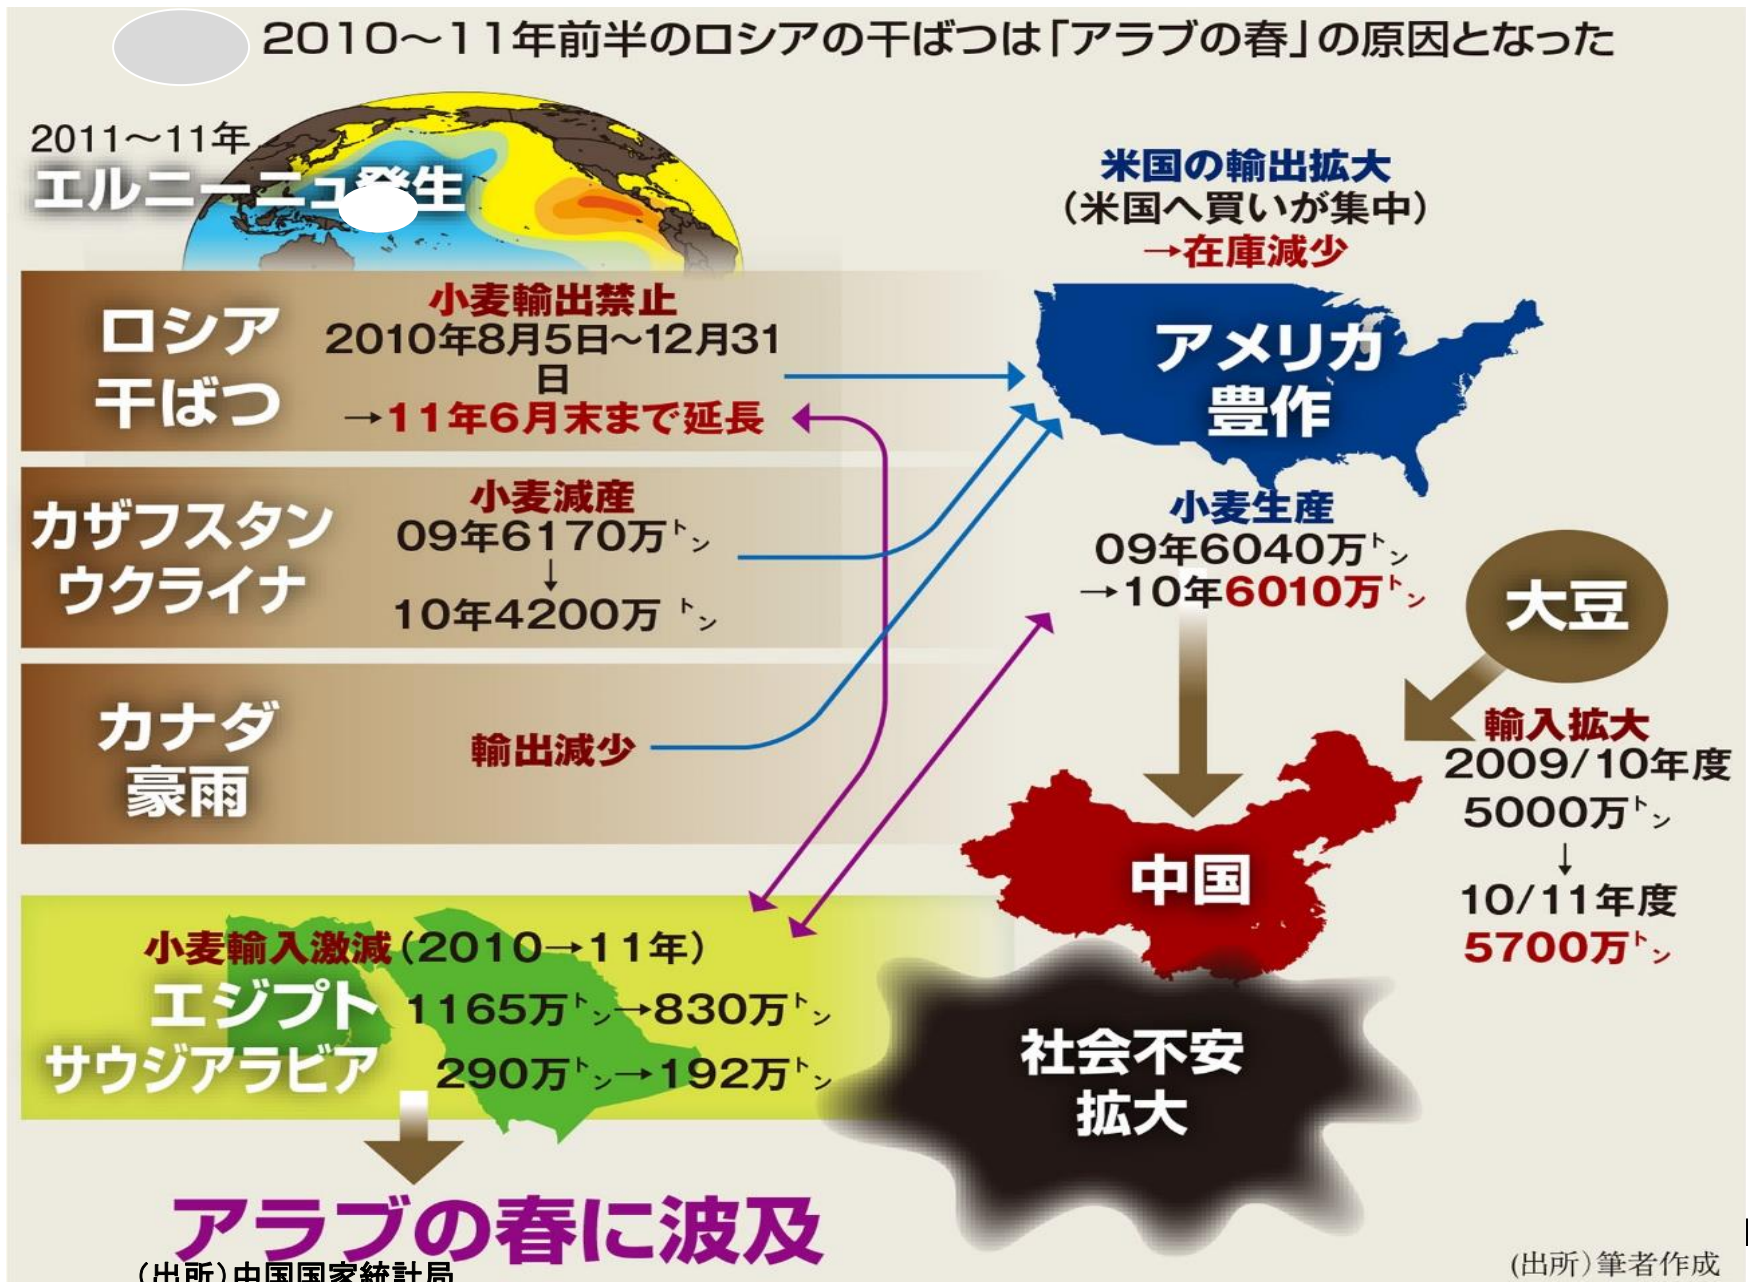 2010〜11年前半のロシアの干ばつは「アラブの春」の原因となった
2011〜11年
エルニーニュ発生
ロシア
干ばつ
小麦輸出禁止
2010年8月5日〜12月31
日
→11年6月末まで延長
カザフスタン
ウクライナ
小麦減産
09年6170万トン
↓
10年4200万トン
カナダ
豪雨
輸出減少
小麦輸入激減(2010→11年)
エジプト 1165万トン→830万トン
サウジアラビア 290万トン→192万トン
アラブの春に波及
(出所)中国国家統計局
米国の輸出拡大
(米国へ買いが集中)
→在庫減少
アメリカ
豊作
小麦生産
09年6040万トン
→10年6010万トン
大豆
輸入拡大
2009/10年度
5000万トン
↓
10/11年度
5700万トン
中国
社会不安
拡大
(出所)筆者作成